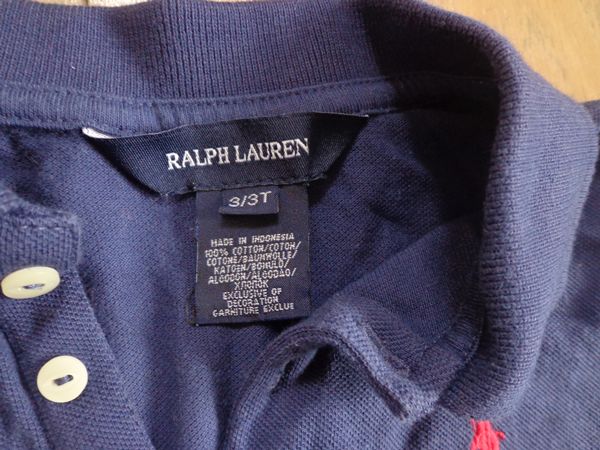 RALPH LAUREN
3/3T
MADE IN INDONESIA
100% COTTON/COTON/
COTONE/BAUMWOLLE/
KATOEN/BOMULD/
ALGODON/ALGODAO/
ХЛОПОК
EXCLUSIVE OF
DECORATION
GARNITURE EXCLUE